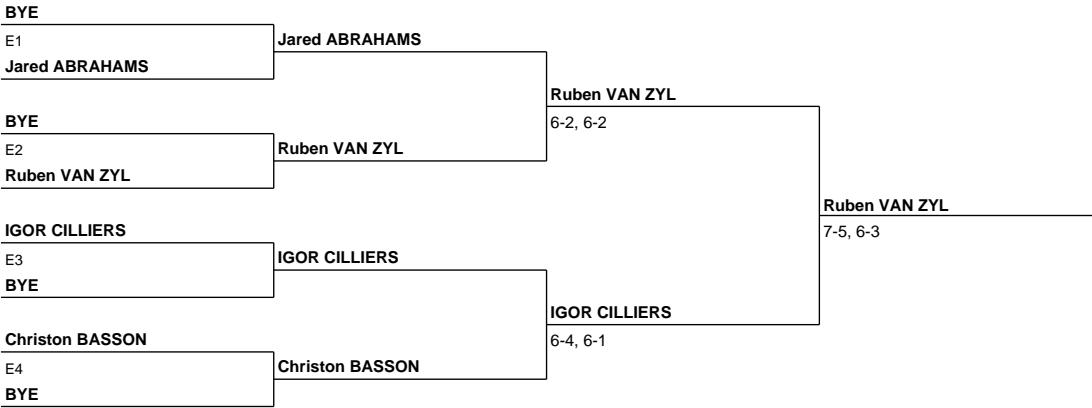 BYE
E1
Jared ABRAHAMS
Jared ABRAHAMS
BYE
E2
Ruben VAN ZYL
Ruben VAN ZYL
Ruben VAN ZYL
6-2, 6-2
IGOR CILLIERS
E3
BYE
IGOR CILLIERS
Christon BASSON
E4
BYE
Christon BASSON
IGOR CILLIERS
6-4, 6-1
Ruben VAN ZYL
7-5, 6-3